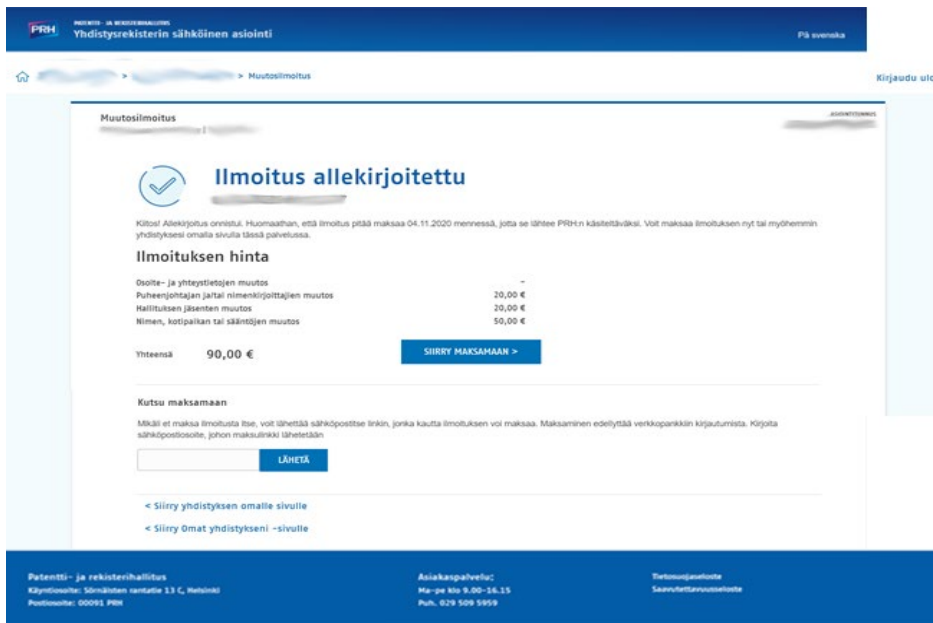 PRH
PATENTTI- JA REKISTERIHALLITUS
Yhdistysrekisterin sähköinen asiointi
På svenska
> > Muutosilmoitus
Kirjaudu ulo
Muutosilmoitus
ASIOINTITUNNUS
Ilmoitus allekirjoitettu
Kiitos! Allekirjoitus onnistui. Huomaathan, että ilmoitus pitää maksaa 04.11.2020 mennessä, jotta se lähtee PRH:n käsiteltäväksi. Voit maksaa ilmoituksen nyt tai myöhemmin
yhdistyksesi omalla sivulla tässä palvelussa.
Ilmoituksen hinta
Osoite- ja yhteystietojen muutos –
Puheenjohtajan ja/tai nimenkirjoittajien muutos 20,00 €
Hallituksen jäsenten muutos 20,00 €
Nimen, kotipaikan tai sääntöjen muutos 50,00 €
Yhteensä 90,00 € SIIRRY MAKSAMAAN >
Kutsu maksamaan
Mikäli et maksa ilmoitusta itse, voit lähettää sähköpostitse linkin, jonka kautta ilmoituksen voi maksaa. Maksaminen edellyttää verkkopankkiin kirjautumista. Kirjoita
sähköpostiosoite, johon maksulinkki lähetetään
LÄHETÄ
< Siirry yhdistyksen omalle sivulle
< Siirry Omat yhdistykseni -sivulle
Patentti- ja rekisterihallitus Asiakaspalvelu: Tietosuojaseloste
Käyntiosoite: Sörnäisten rantatie 13 C, Helsinki Ma-pe klo 9.00-16.15 Saavutettavuusseloste
Postiosoite: 00091 PRH Puh. 029 509 5959